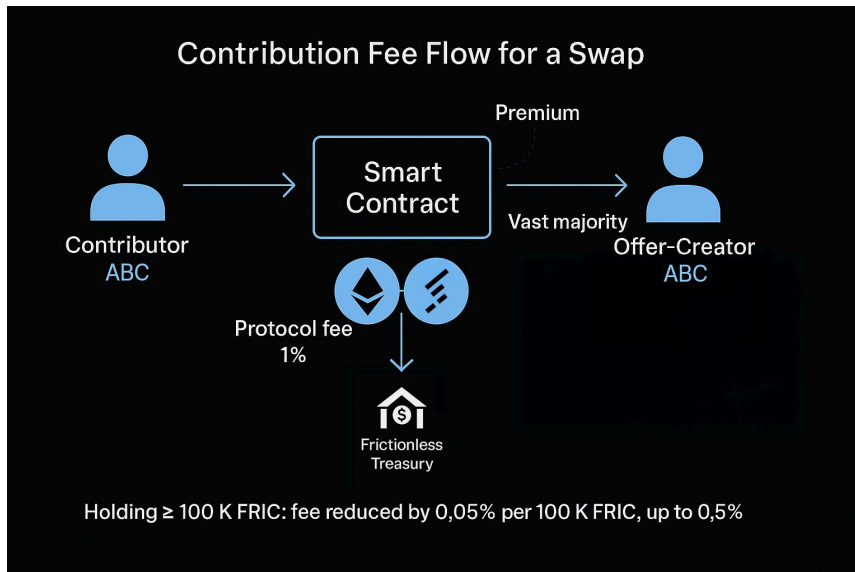 Contribution Fee Flow for a Swap
Premium
Smart
Contract
Vast majority
Contributor
ABC
Offer-Creator
ABC
Protocol fee
1%
$
Frictionless
Treasury
Holding ≥ 100 K FRIC: fee reduced by 0,05% per 100 K FRIC, up to 0,5%